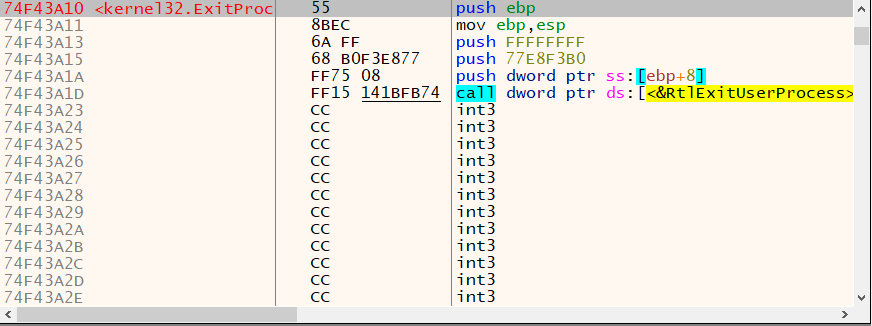 74F43A10 <kernel32.ExitProc 55 push ebp
74F43A11 8BEC mov ebp,esp
74F43A13 6A FF push FFFFFFFF
74F43A15 68 B0F3E877 push 77E8F3B0
74F43A1A FF75 08 push dword ptr ss:[ebp+8]
74F43A1D FF15 141BFB74 call dword ptr ds:[<&RtlExitUserProcess>
74F43A23 CC int3
74F43A24 CC int3
74F43A25 CC int3
74F43A26 CC int3
74F43A27 CC int3
74F43A28 CC int3
74F43A29 CC int3
74F43A2A CC int3
74F43A2B CC int3
74F43A2C CC int3
74F43A2D CC int3
74F43A2E CC int3